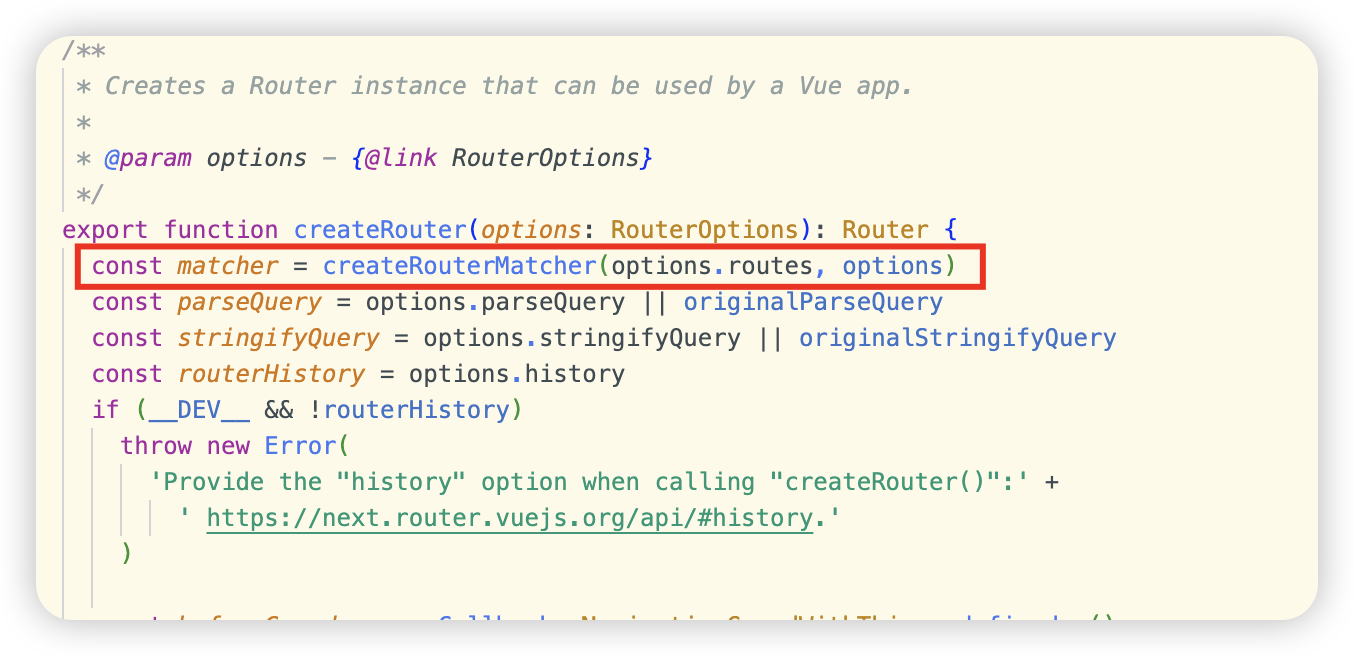 /**
 * Creates a Router instance that can be used by a Vue app.
 *
 * @param options - {@link RouterOptions}
 */
export function createRouter(options: RouterOptions): Router {
  const matcher = createRouterMatcher(options.routes, options)
  const parseQuery = options.parseQuery || originalParseQuery
  const stringifyQuery = options.stringifyQuery || originalStringifyQuery
  const routerHistory = options.history
  if (__DEV__ && !routerHistory)
    throw new Error(
      'Provide the "history" option when calling "createRouter()":' +
        ' https://next.router.vuejs.org/api/#history.'
    )